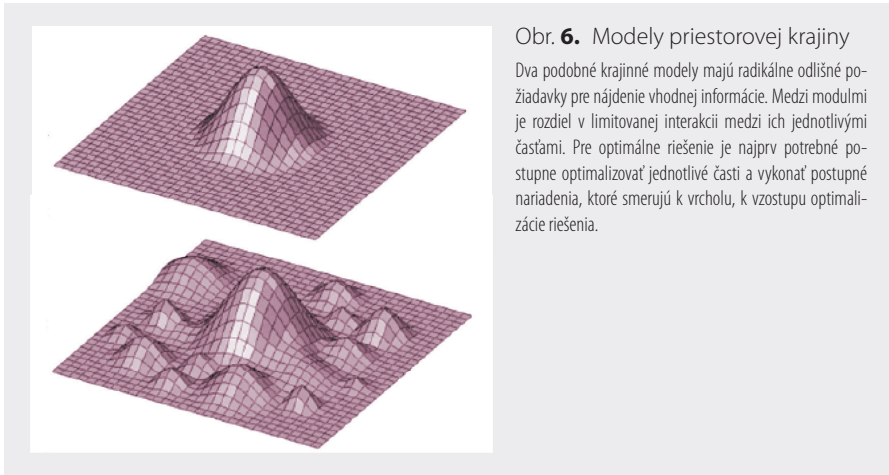 Obr. 6. Modely priestorovej krajiny
Dva podobné krajinné modely majú radikálne odlišné po-
žiadavky pre nájdenie vhodnej informácie. Medzi modulmi
je rozdiel v limitovanej interakcii medzi ich jednotlivými
časťami. Pre optimálne riešenie je najprv potrebné po-
stupne optimalizovať jednotlivé časti a vykonať postupné
nariadenia, ktoré smerujú k vrcholu, k vzostupu optimali-
zácie riešenia.